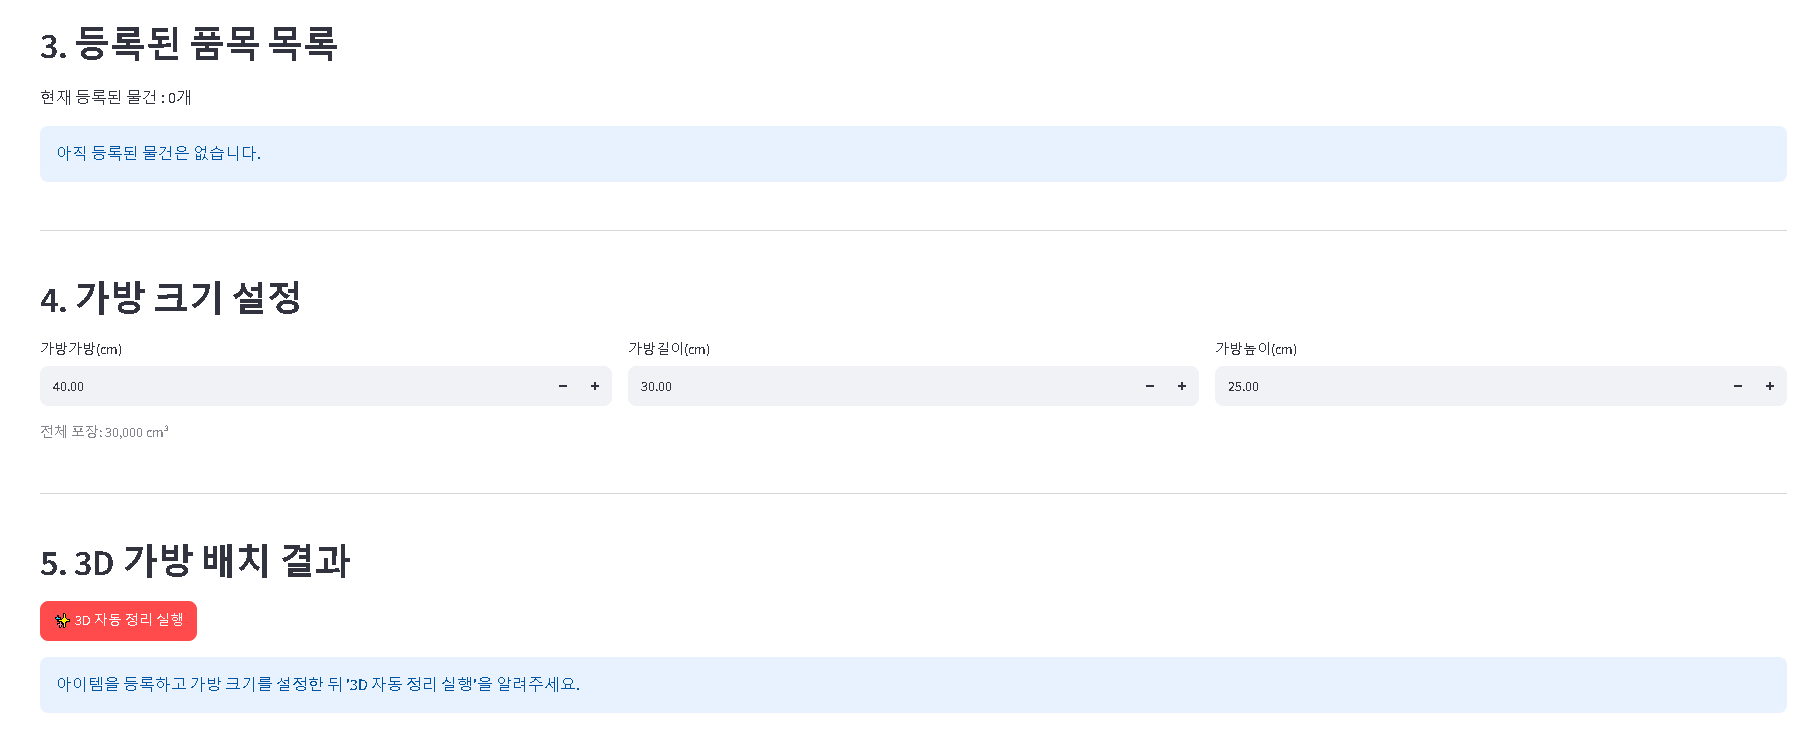 3. 등록된 품목 목록
현재 등록된 물건 : 0개
아직 등록된 물건은 없습니다.
4. 가방 크기 설정
가방가방(cm) 가방길이(cm) 가방높이(cm)
40.00 − + 30.00 − + 25.00 − +
전체 포장: 30,000 cm³
5. 3D 가방 배치 결과
✨ 3D 자동 정리 실행
아이템을 등록하고 가방 크기를 설정한 뒤 '3D 자동 정리 실행'을 알려주세요.